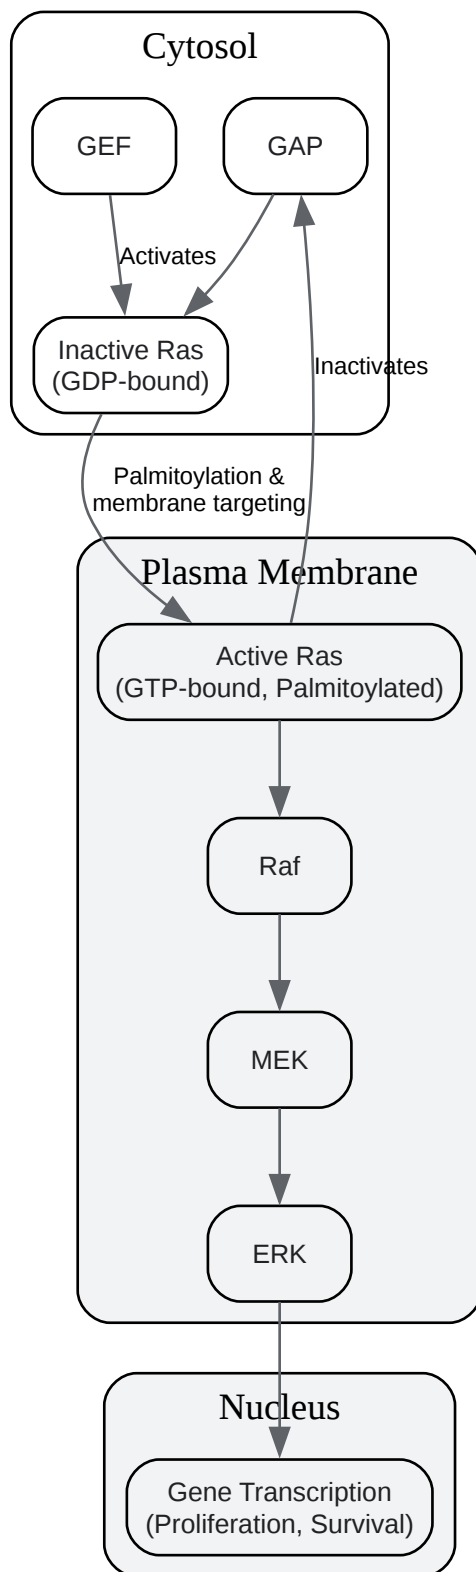 Cytosol
GEF
GAP
Activates
Inactive Ras
(GDP-bound)
Inactivates
Palmitoylation &
membrane targeting
Plasma Membrane
Active Ras
(GTP-bound, Palmitoylated)
Raf
MEK
ERK
Nucleus
Gene Transcription
(Proliferation, Survival)